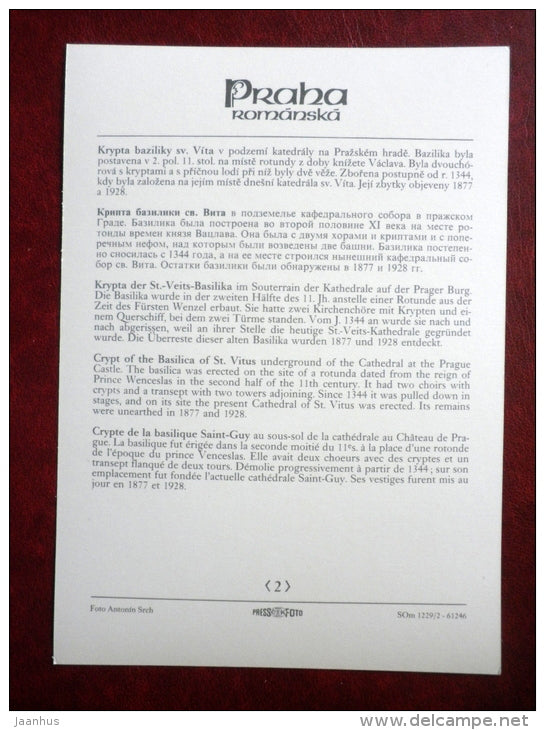 Praha
ROMÁNSKÁ
Krypta baziliky sv. Víta v podzemí katedrály na Pražském hradě. Bazilika byla
postavena v 2. pol. 11. stol. na místě rotundy z doby knížete Václava. Byla dvouchó-
rová s kryptami a s příčnou lodí při níž byly dvě věže. Zbořena postupně od r. 1344,
kdy byla založena na jejím místě dnešní katedrála sv. Víta. Její zbytky objeveny 1877
a 1928.
Крипта базилики св. Вита в подземелье кафедрального собора в пражском
Граде. Базилика была построена во второй половине XI века на месте ро-
тонды времен князя Вацлава. Она была с двумя хорами и криптами и с попе-
речным нефом, над которым были возведены две башни. Базилика постепен-
но сносилась с 1344 года, а на ее месте строился нынешний кафедральный со-
бор св. Вита. Остатки базилики были обнаружены в 1877 и 1928 гг.
Krypta der St.-Veits-Basilika im Souterrain der Kathedrale auf der Prager Burg.
Die Basilika wurde in der zweiten Hälfte des 11. Jh. anstelle einer Rotunde aus der
Zeit des Fürsten Wenzel erbaut. Sie hatte zwei Kirchenchöre mit Krypten und ei-
nem Querschiff, bei dem zwei Türme standen. Vom J. 1344 an wurde sie nach und
nach abgerissen, weil an ihrer Stelle die heutige St.-Veits-Kathedrale gegründet
wurde. Die Überreste dieser alten Basilika wurden 1877 und 1928 entdeckt.
Crypt of the Basilica of St. Vitus underground of the Cathedral at the Prague
Castle. The basilica was erected on the site of a rotunda dated from the reign of
Prince Wenceslas in the second half of the 11th century. It had two choirs with
crypts and a transept with two towers adjoining. Since 1344 it was pulled down in
stages, and on its site the present Cathedral of St. Vitus was erected. Its remains
were unearthed in 1877 and 1928.
Crypte de la basilique Saint-Guy au sous-sol de la cathédrale au Château de Pra-
gue. La basilique fut érigée dans la seconde moitié du 11e s. à la place d'une rotonde
de l'époque du prince Venceslas. Elle avait deux choeurs avec des cryptes et un
transept flanqué de deux tours. Démolie progressivement à partir de 1344; sur son
emplacement fut fondée l'actuelle cathédrale Saint-Guy. Ses vestiges furent mis au
jour en 1877 et 1928.
⟨2⟩
Foto Antonín Srch
PRESSFOTO
SOm 1229/2 - 61246
Jaanhus
www.delcampe.net